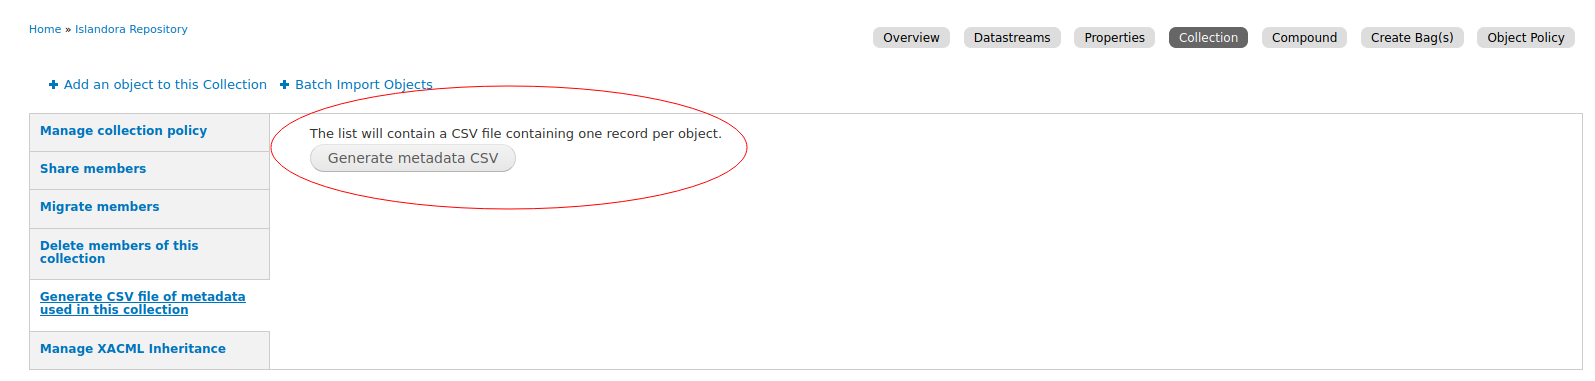 Home » Islandora Repository
Overview Datastreams Properties Collection Compound Create Bag(s) Object Policy
Add an object to this Collection Batch Import Objects
Manage collection policy
Share members
Migrate members
Delete members of this
collection
Generate CSV file of metadata
used in this collection
Manage XACML Inheritance
The list will contain a CSV file containing one record per object.
Generate metadata CSV